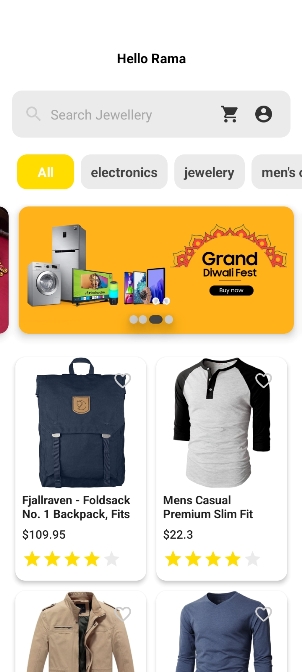 Hello Rama
Search Jewellery
All
electronics
jewelery
men's c
Grand
Diwali Fest
Buy now
Fjallraven - Foldsack
No. 1 Backpack, Fits
$109.95
Mens Casual
Premium Slim Fit
$22.3